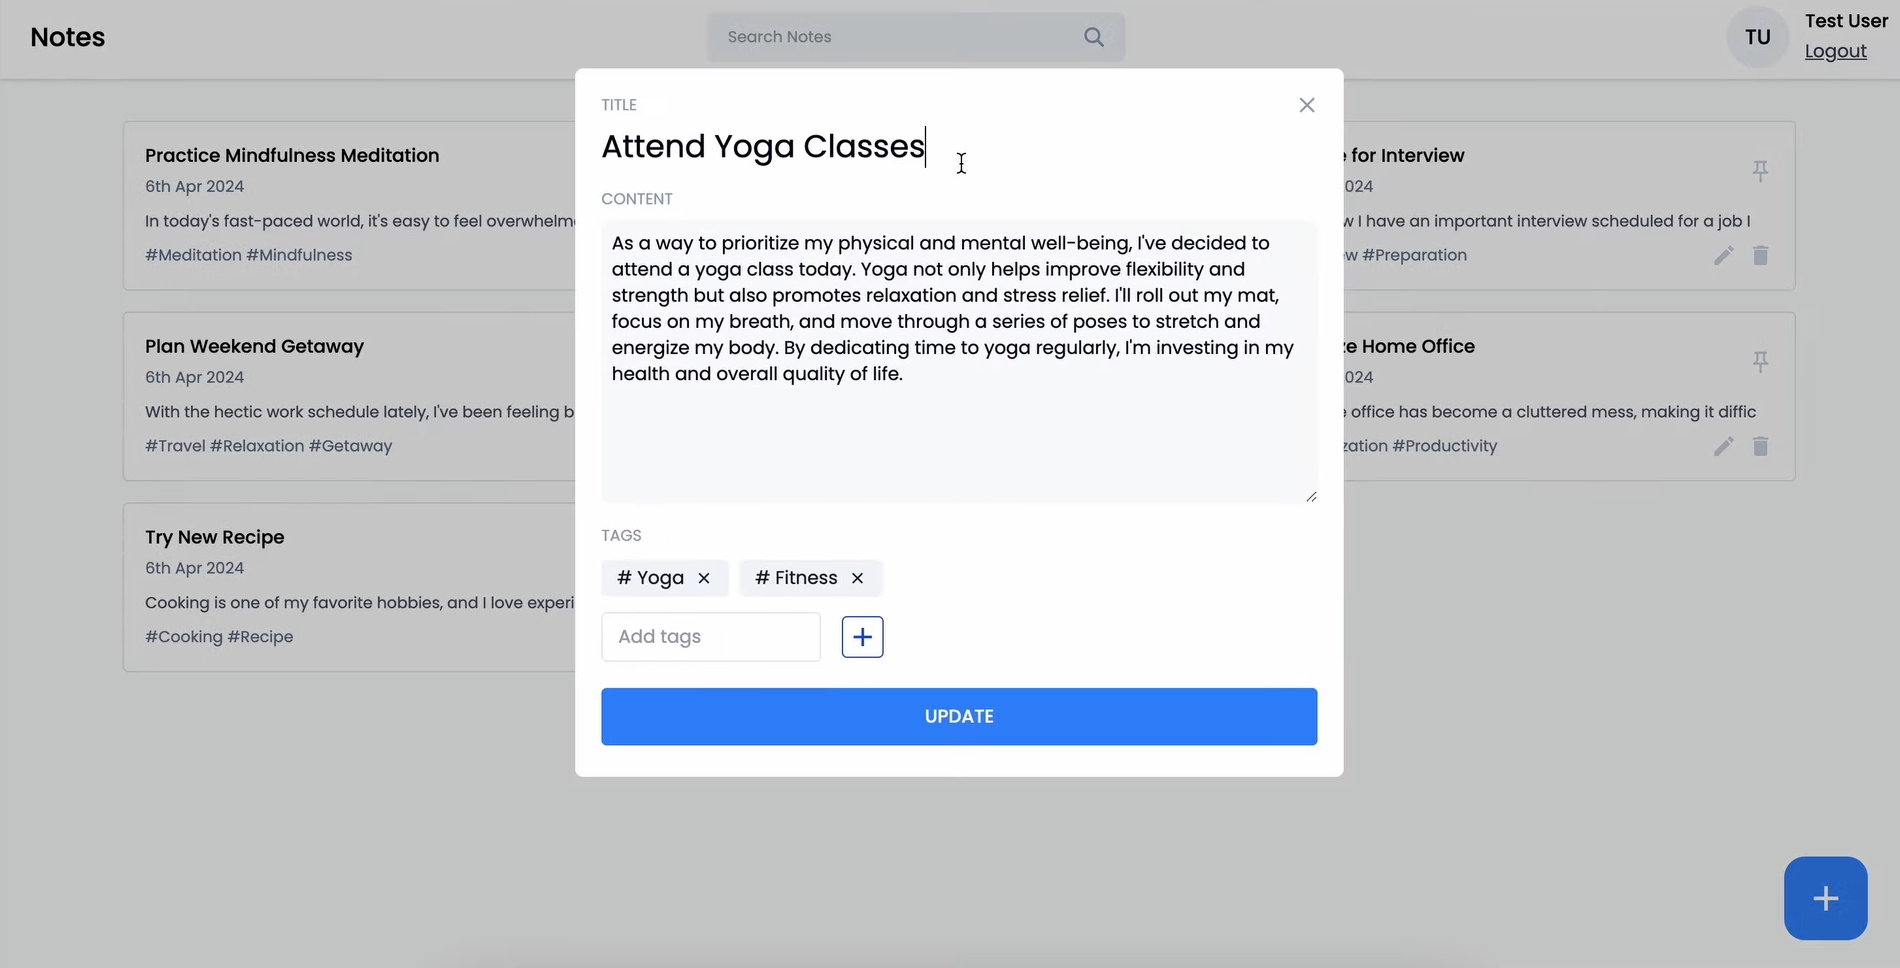 Notes
Search Notes
TU
Test User
Logout
Practice Mindfulness Meditation
6th Apr 2024
In today's fast-paced world, it's easy to feel
#Meditation #Mindfulness
Plan Weekend Getaway
6th Apr 2024
With the hectic work schedule lately, I've been feeling
#Travel #Relaxation #Getaway
Try New Recipe
6th Apr 2024
Cooking is one of my favorite hobbies, and I love
#Cooking #Recipe
TITLE
Attend Yoga Classes
CONTENT
As a way to prioritize my physical and mental well-being, I've decided to
attend a yoga class today. Yoga not only helps improve flexibility and
strength but also promotes relaxation and stress relief. I'll roll out my mat,
focus on my breath, and move through a series of poses to stretch and
energize my body. By dedicating time to yoga regularly, I'm investing in my
health and overall quality of life.
TAGS
# Yoga
# Fitness
Add tags
UPDATE
for Interview
I have an important interview scheduled for a job I
#Preparation
Home Office
office has become a cluttered mess, making it diffic
#Productivity